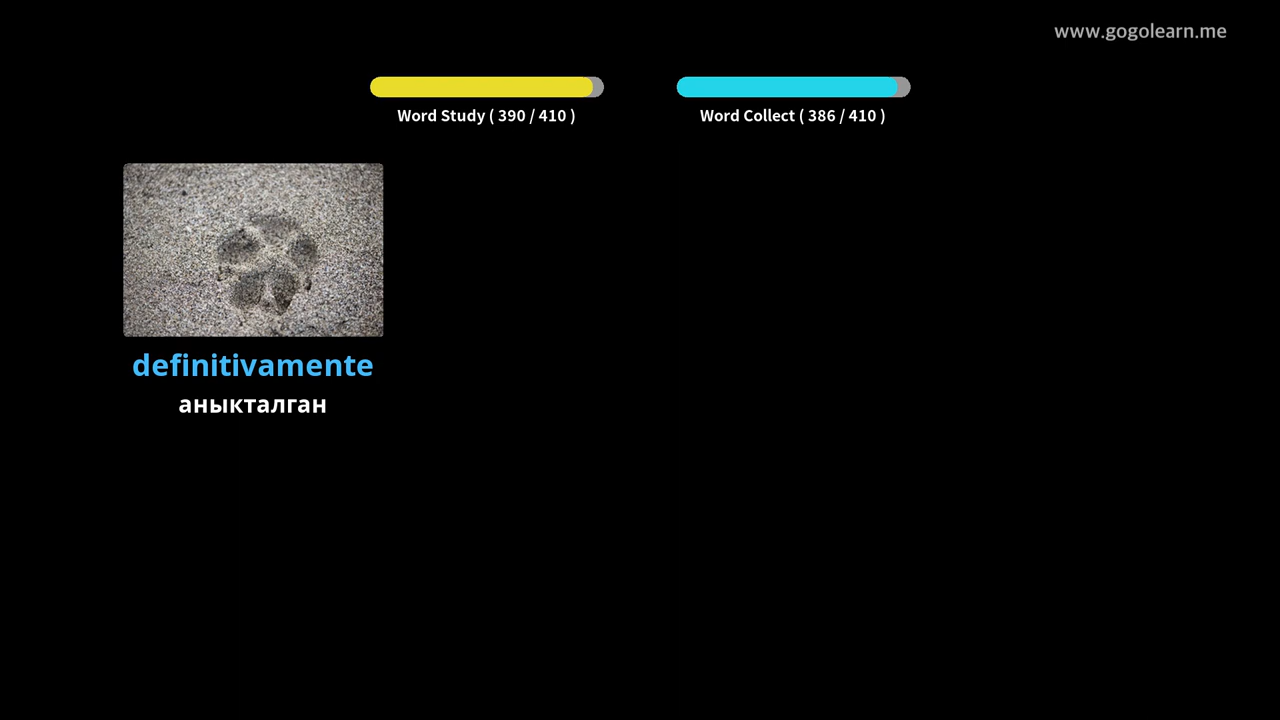 www.gogolearn.me
Word Study ( 390 / 410 )
Word Collect ( 386 / 410 )
definitivamente
аныкталган